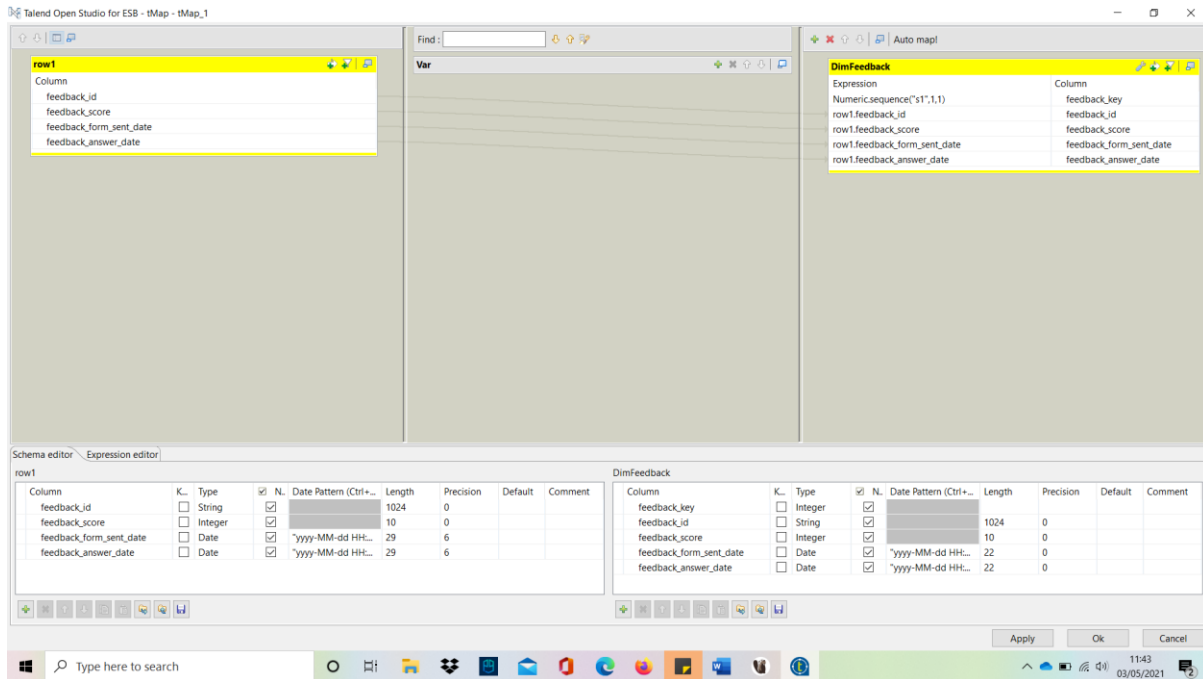 Talend Open Studio for ESB - tMap - tMap_1
Find :
Auto map!
row1
Column
feedback_id
feedback_score
feedback_form_sent_date
feedback_answer_date
Var
DimFeedback
Expression Column
Numeric.sequence("s1",1,1) feedback_key
row1.feedback_id feedback_id
row1.feedback_score feedback_score
row1.feedback_form_sent_date feedback_form_sent_date
row1.feedback_answer_date feedback_answer_date
Schema editor Expression editor
row1
Column K... Type N.. Date Pattern (Ctrl+... Length Precision Default Comment
feedback_id String 1024 0
feedback_score Integer 10 0
feedback_form_sent_date Date "yyyy-MM-dd HH:... 29 6
feedback_answer_date Date "yyyy-MM-dd HH:... 29 6
DimFeedback
Column K... Type N.. Date Pattern (Ctrl+... Length Precision Default Comment
feedback_key Integer
feedback_id String 1024 0
feedback_score Integer 10 0
feedback_form_sent_date Date "yyyy-MM-dd HH:... 22 0
feedback_answer_date Date "yyyy-MM-dd HH:... 22 0
Apply Ok Cancel
Type here to search
11:43
03/05/2021
2